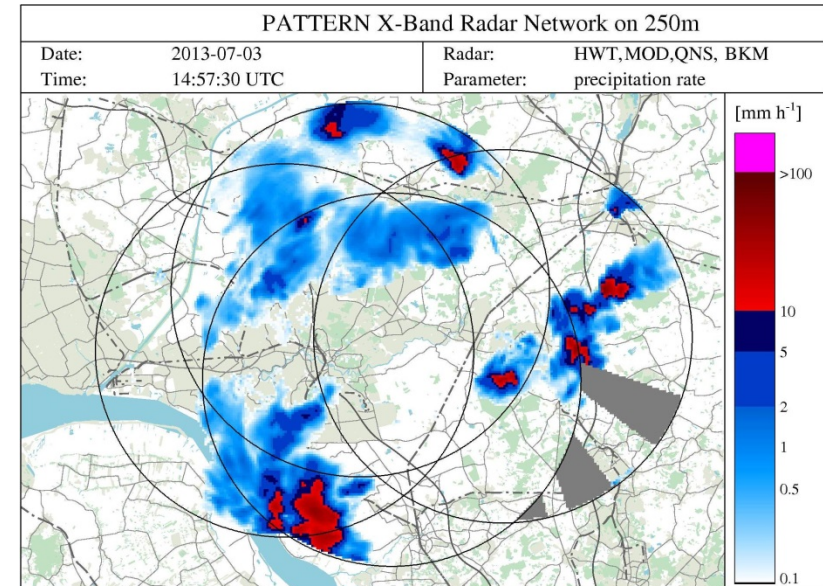 PATTERN X-Band Radar Network on 250m
Date: 2013-07-03 Radar: HWT,MOD,QNS, BKM
Time: 14:57:30 UTC Parameter: precipitation rate
[mm h⁻¹]
>100
10
5
2
1
0.5
0.1